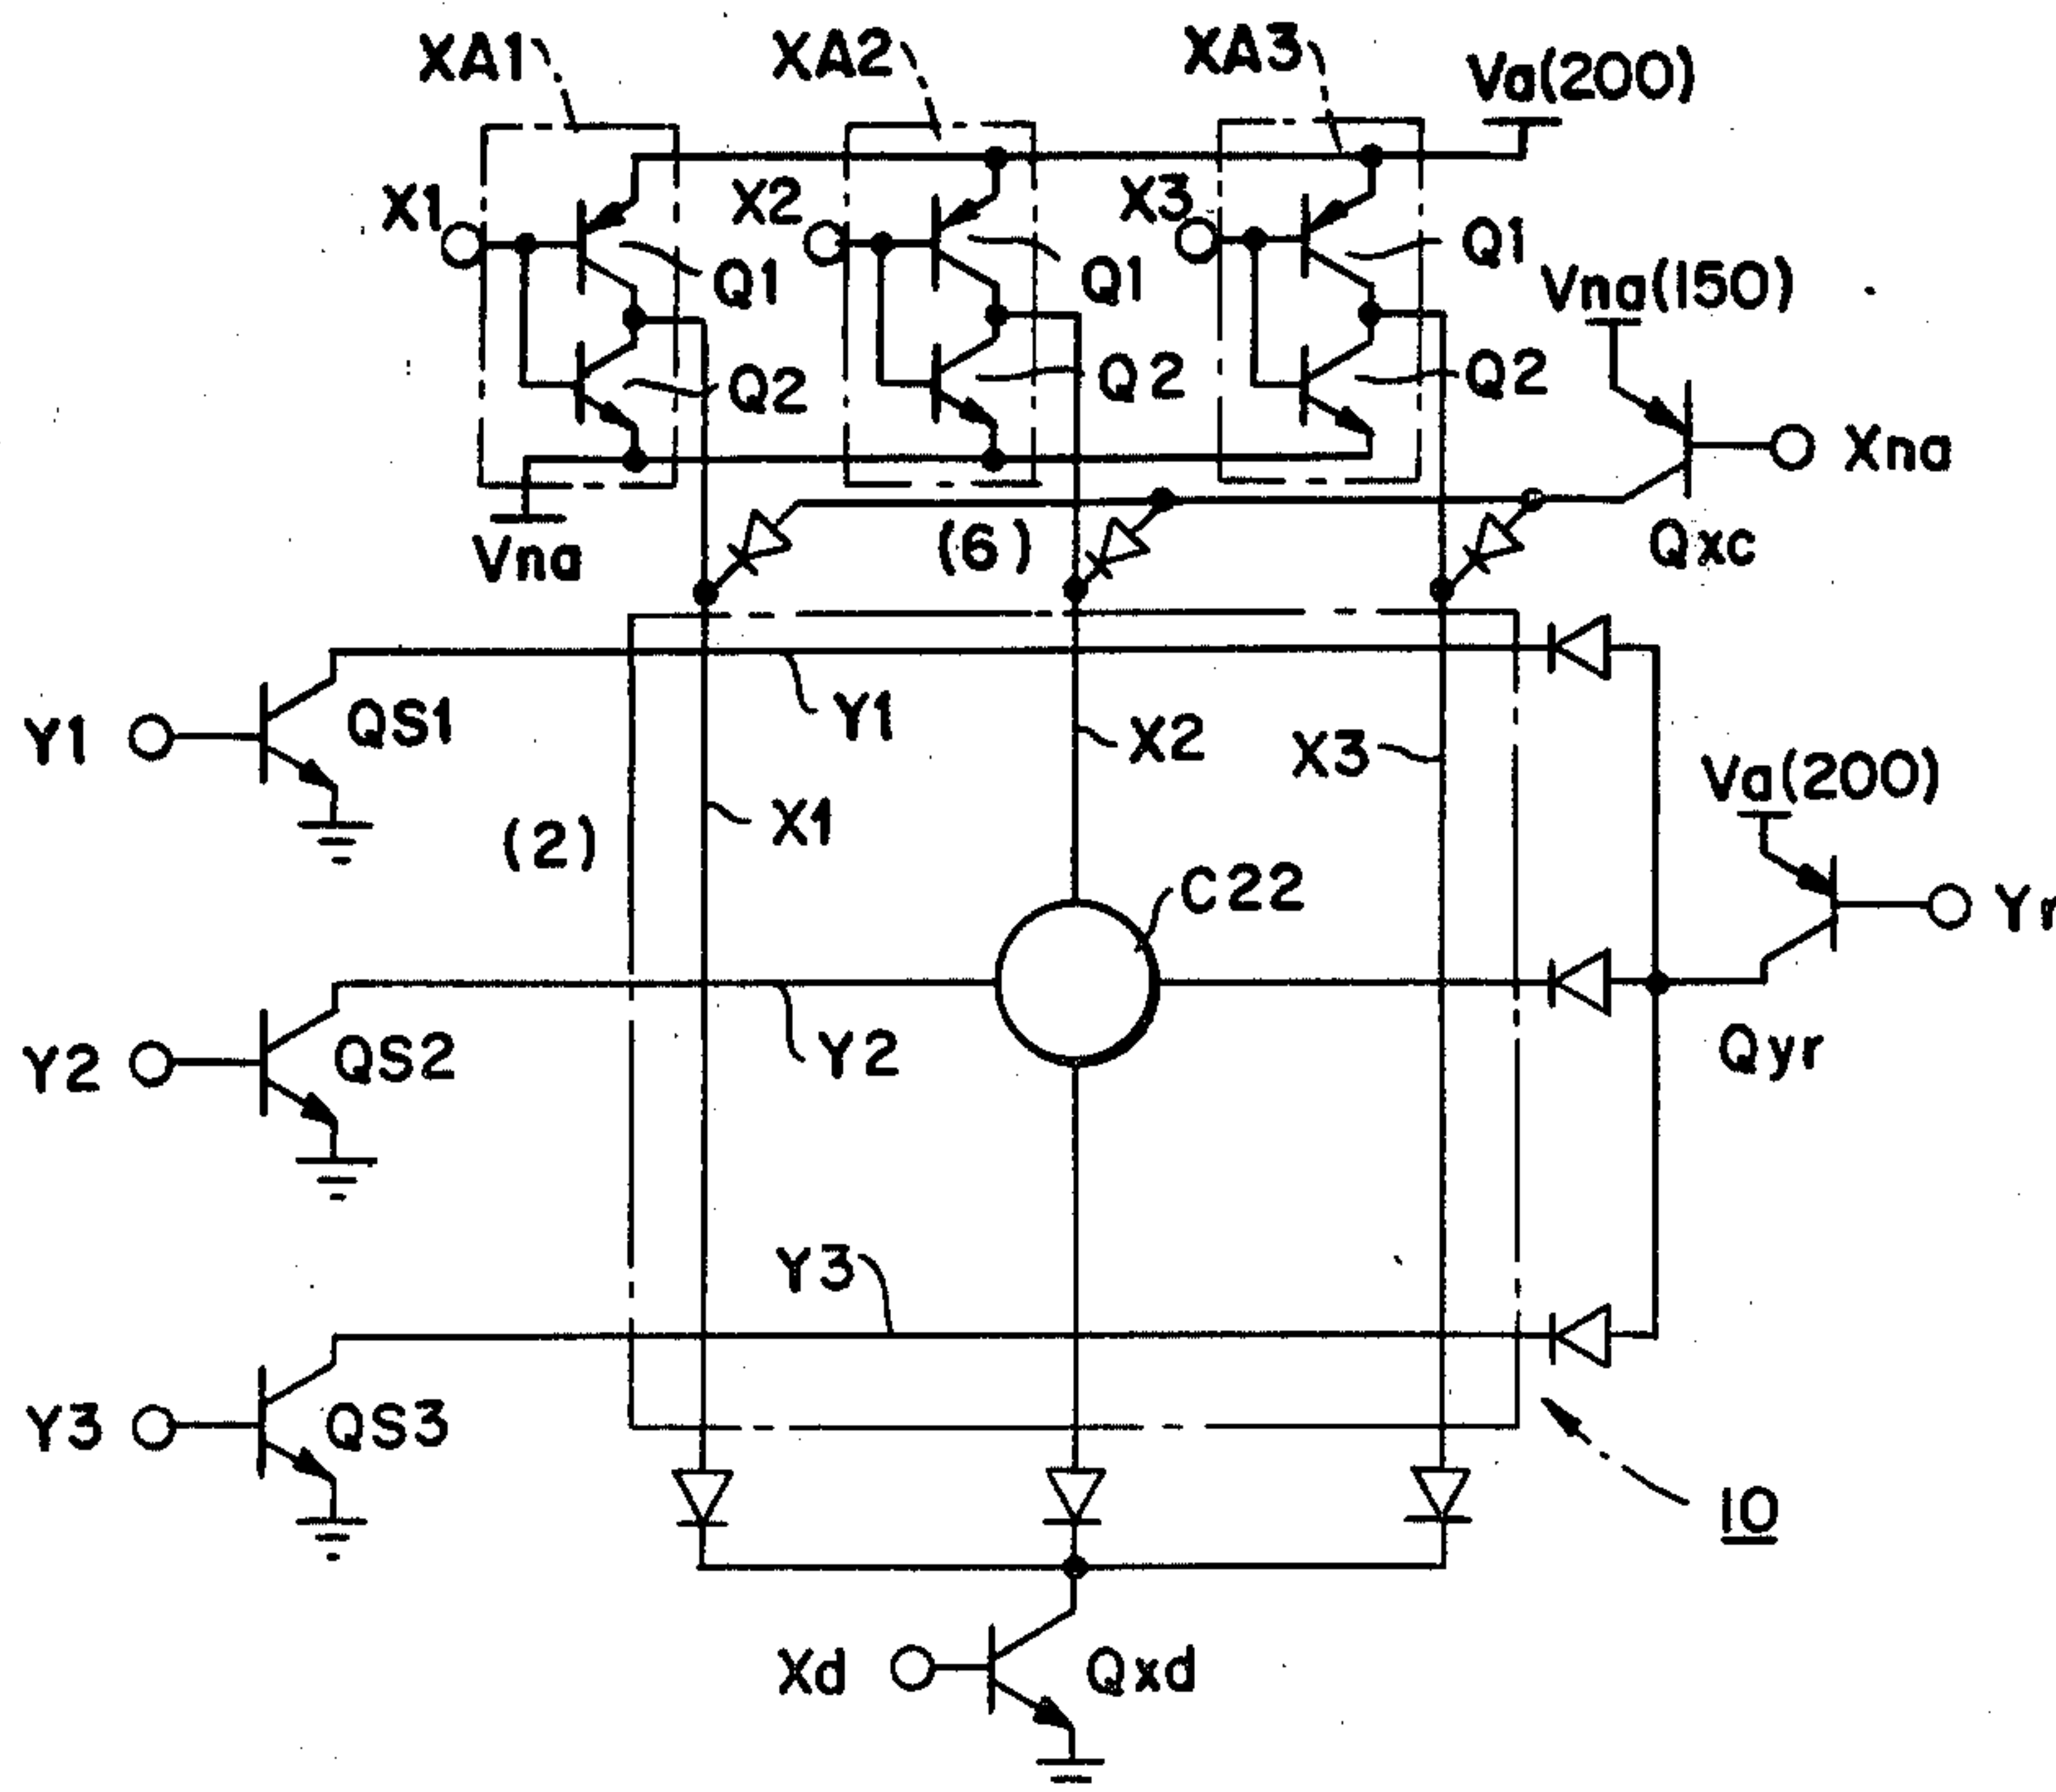 XA1 XA2 XA3 Va(200)
X1 X2 X3
Q1 Q1 Q1
Vna(150)
Q2 Q2 Q2
Xna
Vna (6) Qxc
Y1 QS1 Y1 X2 X3
Va(200)
(2) X1
C22 Yr
Y2 QS2 Y2 Qyr
Y3
Y3 QS3
10
Xd Qxd